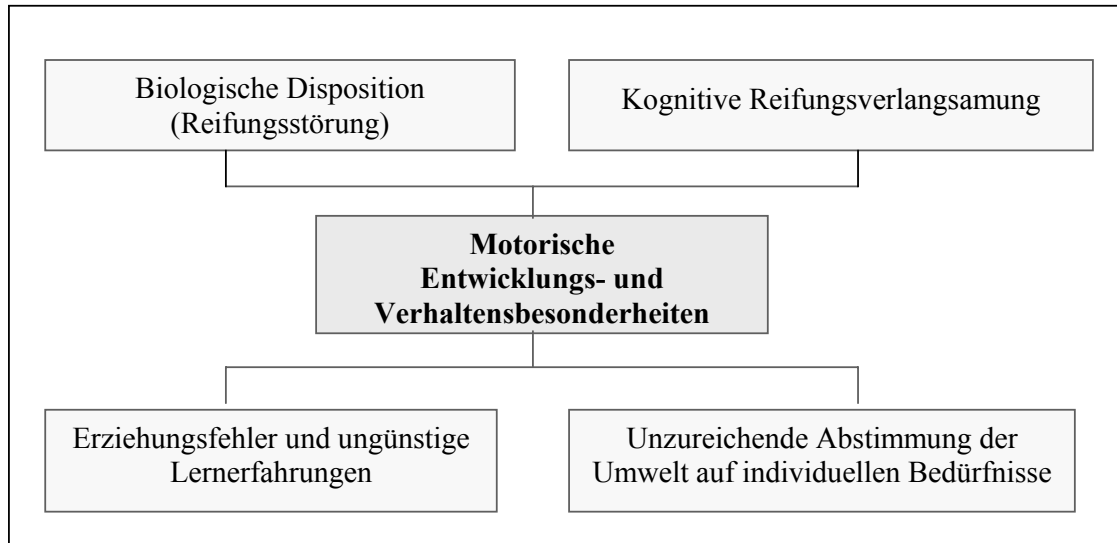 Biologische Disposition
(Reifungsstörung)
Kognitive Reifungsverlangsamung
Motorische
Entwicklungs- und
Verhaltensbesonderheiten
Erziehungsfehler und ungünstige
Lernerfahrungen
Unzureichende Abstimmung der
Umwelt auf individuellen Bedürfnisse